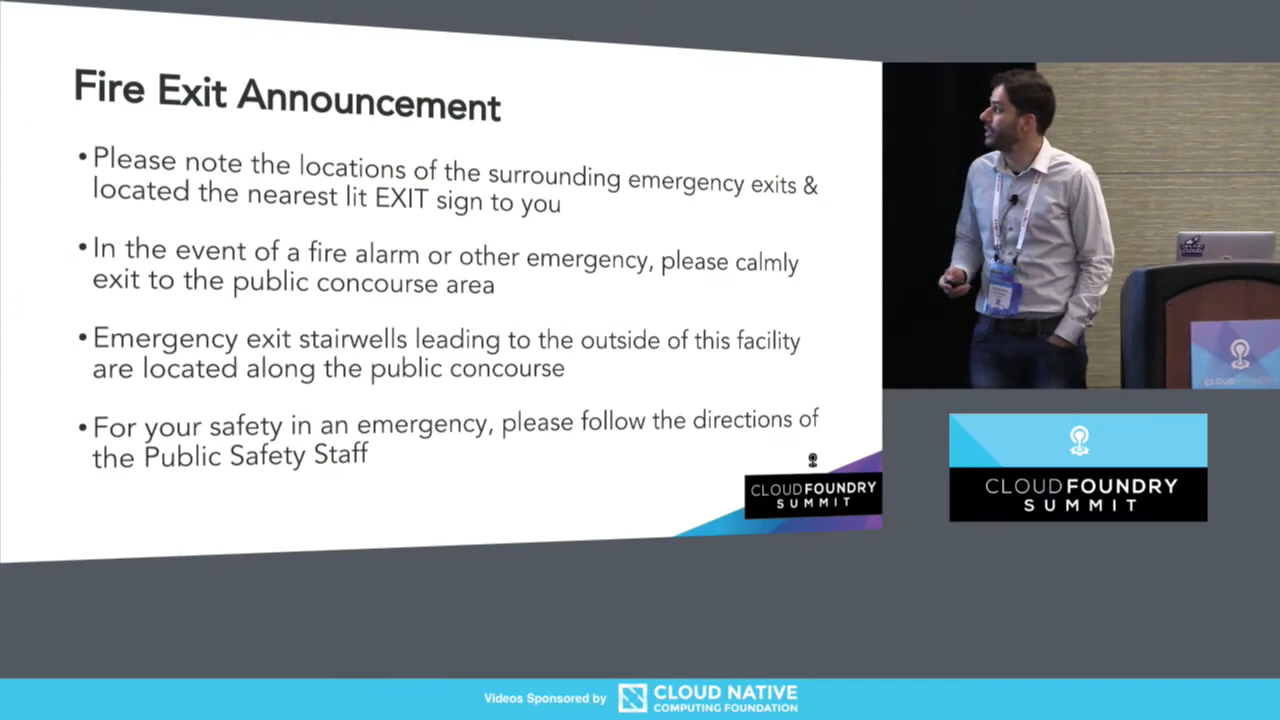 Fire Exit Announcement
•Please note the locations of the surrounding emergency exits &
located the nearest lit EXIT sign to you
•In the event of a fire alarm or other emergency, please calmly
exit to the public concourse area
•Emergency exit stairwells leading to the outside of this facility
are located along the public concourse
•For your safety in an emergency, please follow the directions of
the Public Safety Staff
CLOUDFOUNDRY
SUMMIT
CLOUDFOUNDRY
SUMMIT
Videos Sponsored by
CLOUD NATIVE
COMPUTING FOUNDATION